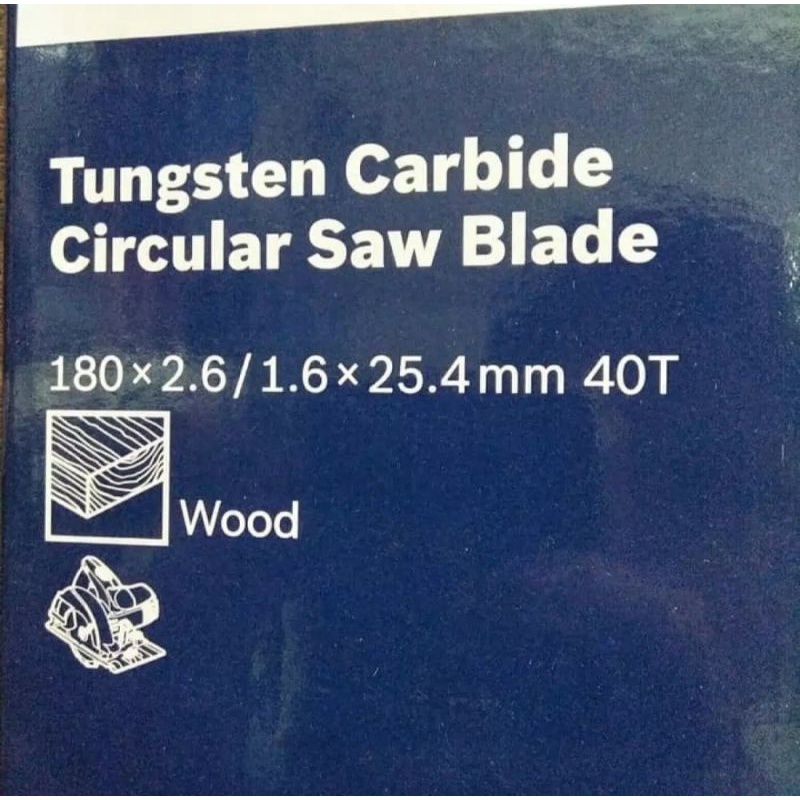 Tungsten Carbide
Circular Saw Blade
180×2.6/1.6×25.4mm 40T
Wood